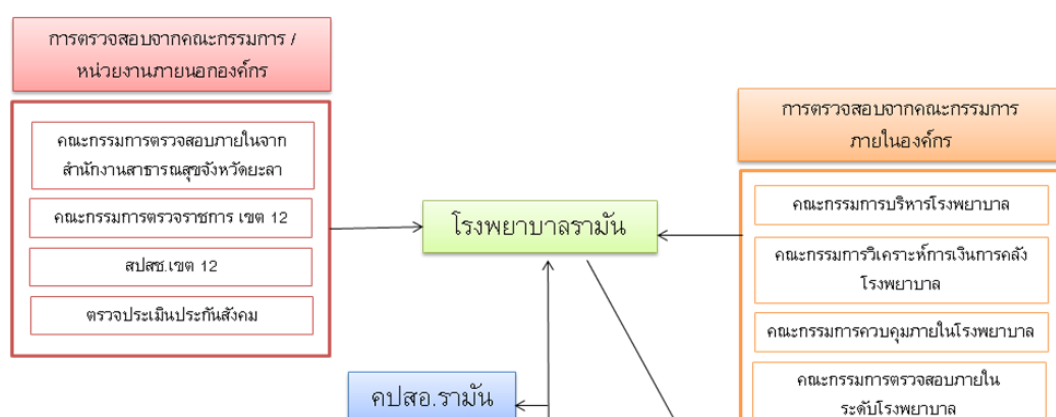 การตรวจสอบจากคณะกรรมการ /
หน่วยงานภายนอกองค์กร
คณะกรรมการตรวจสอบภายในจาก
สำนักงานสาธารณสุขจังหวัดยะลา
คณะกรรมการตรวจราชการ เขต 12
สปสช.เขต 12
ตรวจประเมินประกันสังคม
โรงพยาบาลรามัน
คปสอ.รามัน
การตรวจสอบจากคณะกรรมการ
ภายในองค์กร
คณะกรรมการบริหารโรงพยาบาล
คณะกรรมการวิเคราะห์การเงินการคลัง
โรงพยาบาล
คณะกรรมการควบคุมภายในโรงพยาบาล
คณะกรรมการตรวจสอบภายใน
ระดับโรงพยาบาล